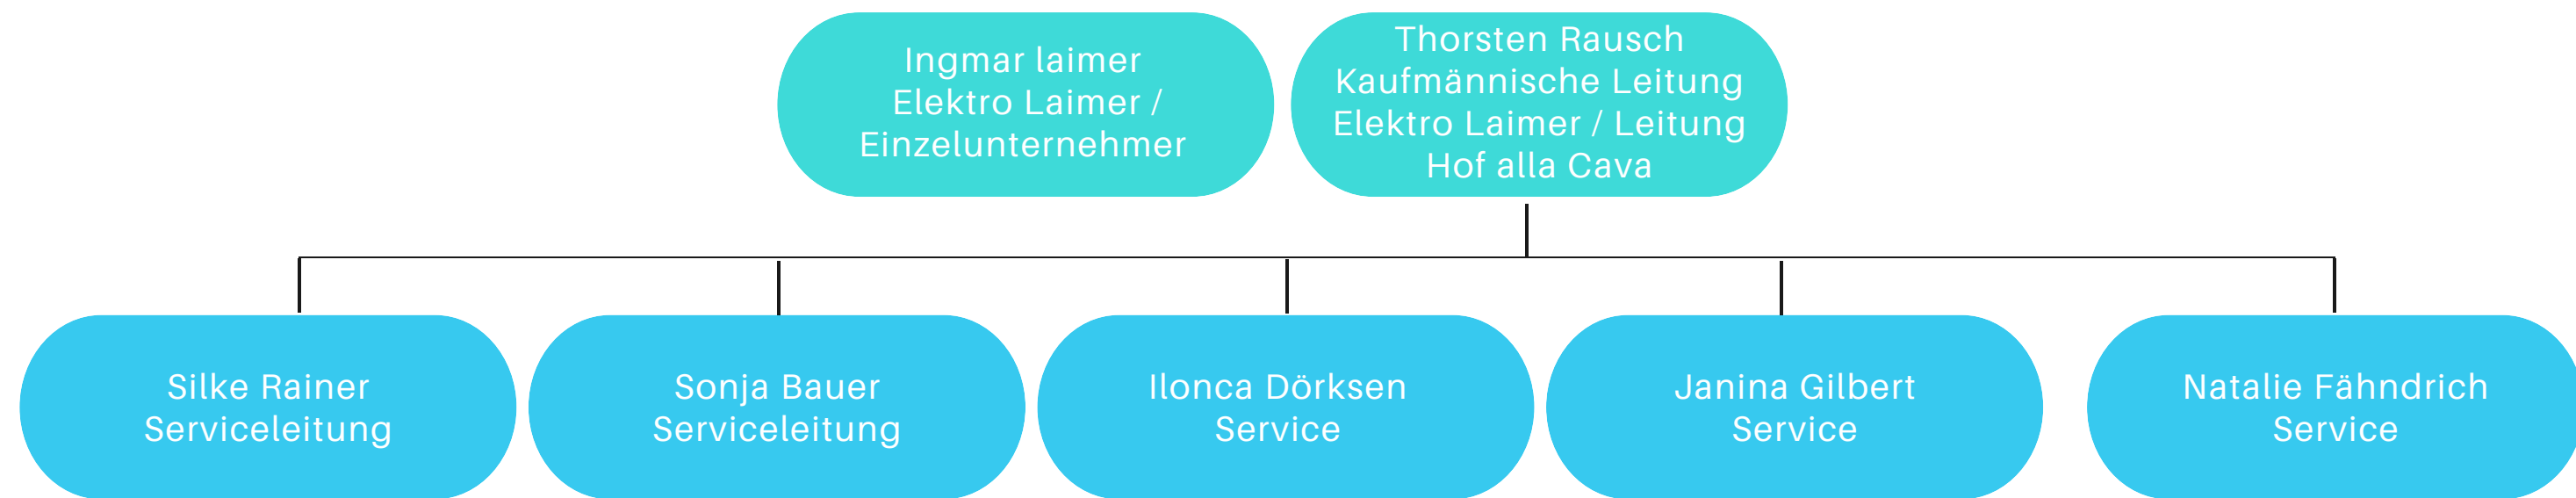 Ingmar laimer
Elektro Laimer /
Einzelunternehmer
Thorsten Rausch
Kaufmännische Leitung
Elektro Laimer / Leitung
Hof alla Cava
Silke Rainer
Serviceleitung
Sonja Bauer
Serviceleitung
Ilonca Dörksen
Service
Janina Gilbert
Service
Natalie Fähndrich
Service